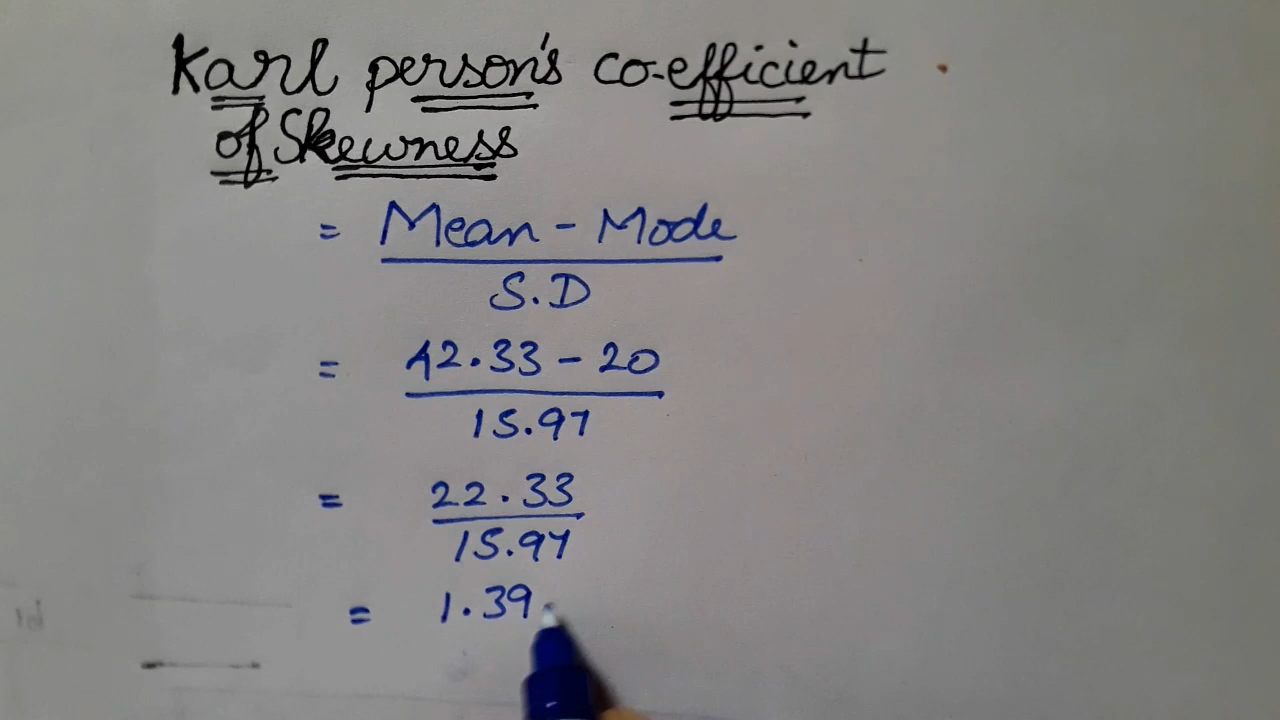 Karl person's co-efficient
of Skewness
= Mean - Mode
S.D
= 42.33 - 20
15.97
= 22.33
15.97
= 1.39